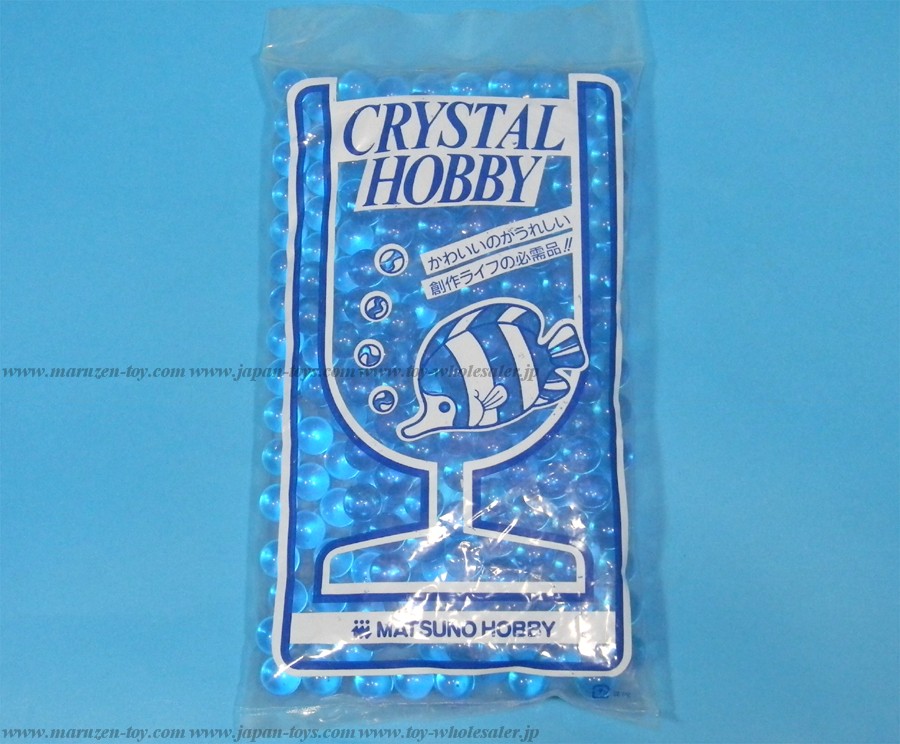 CRYSTAL
HOBBY
かわいいのがうれしい
創作ライフの必需品!!
www.maruzen-toy.com www.japan-toys.com www.toy-wholesaler.jp
MATSUNO HOBBY
www.maruzen-toy.com www.japan-toys.com www.toy-wholesaler.jp